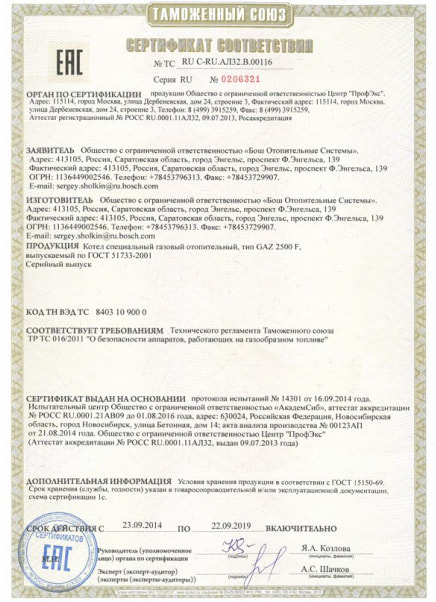 ТАМОЖЕННЫЙ СОЮЗ
ЕАС
СЕРТИФИКАТ СООТВЕТСТВИЯ
№ ТС RU C-RU.АЛ32.В.00116
Серия RU № 0206321
ОРГАН ПО СЕРТИФИКАЦИИ продукции Общество с ограниченной ответственностью Центр "ПрофЭкс".
Адрес: 115114, город Москва, улица Дербеневская, дом 24, строение 3, Фактический адрес: 115114, город Москва,
улица Дербеневская, дом 24, строение 3, Телефон: 8 (499) 3915259, Факс: 8 (499) 3915259,
Аттестат регистрационный № РОСС RU.0001.11АЛ32, 09.07.2013, Росаккредитация
ЗАЯВИТЕЛЬ Общество с ограниченной ответственностью «Бош Отопительные Системы».
Адрес: 413105, Россия, Саратовская область, город Энгельс, проспект Ф.Энгельса, 139
Фактический адрес: 413105, Россия, Саратовская область, город Энгельс, проспект Ф.Энгельса, 139
ОГРН: 1136449002546. Телефон: +78453796313. Факс: +78453729907.
E-mail: sergey.sholkin@ru.bosch.com
ИЗГОТОВИТЕЛЬ Общество с ограниченной ответственностью «Бош Отопительные Системы».
Адрес: 413105, Россия, Саратовская область, город Энгельс, проспект Ф.Энгельса, 139
Фактический адрес: 413105, Россия, Саратовская область, город Энгельс, проспект Ф.Энгельса, 139
ОГРН: 1136449002546. Телефон: +78453796313. Факс: +78453729907.
E-mail: sergey.sholkin@ru.bosch.com
ПРОДУКЦИЯ Котел специальный газовый отопительный, тип GAZ 2500 F,
выпускаемый по ГОСТ 51733-2001
Серийный выпуск
КОД ТН ВЭД ТС 8403 10 900 0
СООТВЕТСТВУЕТ ТРЕБОВАНИЯМ Технического регламента Таможенного союза
ТР ТС 016/2011 "О безопасности аппаратов, работающих на газообразном топливе"
СЕРТИФИКАТ ВЫДАН НА ОСНОВАНИИ протокола испытаний № 14301 от 16.09.2014 года.
Испытательный центр Общество с ограниченной ответственностью «АкадемСиб», аттестат аккредитации
№ РОСС RU.0001.21АВ09 до 01.08.2016 года, адрес: 630024, Российская Федерация, Новосибирская
область, город Новосибирск, улица Бетонная, дом 14; акта анализа производства № 00123АП
от 21.08.2014 года. Общество с ограниченной ответственностью Центр "ПрофЭкс"
(Аттестат аккредитации № РОСС RU.0001.11АЛ32, выдан 09.07.2013 года)
ДОПОЛНИТЕЛЬНАЯ ИНФОРМАЦИЯ Условия хранения продукции в соответствии с ГОСТ 15150-69.
Срок хранения (службы, годности) указан в товаросопроводительной и/или эксплуатационной документации,
схема сертификации 1с.
СРОК ДЕЙСТВИЯ С 23.09.2014 ПО 22.09.2019 ВКЛЮЧИТЕЛЬНО
СЕРТИФИКАТОВ
ЕАС
М.П.
Руководитель (уполномоченное
лицо) органа по сертификации
(подпись)
Я.А. Козлова
(инициалы, фамилия)
Эксперт (эксперт-аудитор)
(эксперты (эксперты-аудиторы))
(подпись)
А.С. Шачков
(инициалы, фамилия)